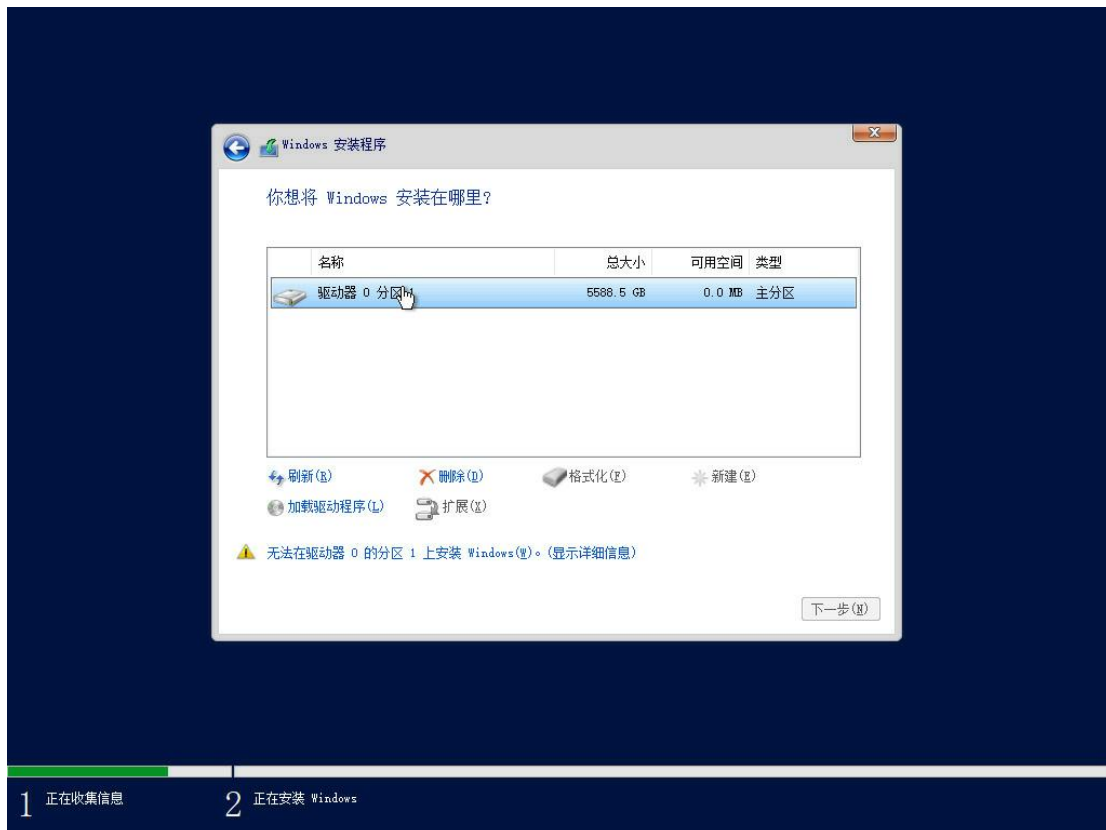 Windows 安装程序
你想将 Windows 安装在哪里?
名称 总大小 可用空间 类型
驱动器 0 分区 5588.5 GB 0.0 MB 主分区
刷新(R) 删除(D) 格式化(F) 新建(E)
加载驱动程序(L) 扩展(X)
无法在驱动器 0 的分区 1 上安装 Windows(W)。(显示详细信息)
下一步(N)
1 正在收集信息 2 正在安装 Windows